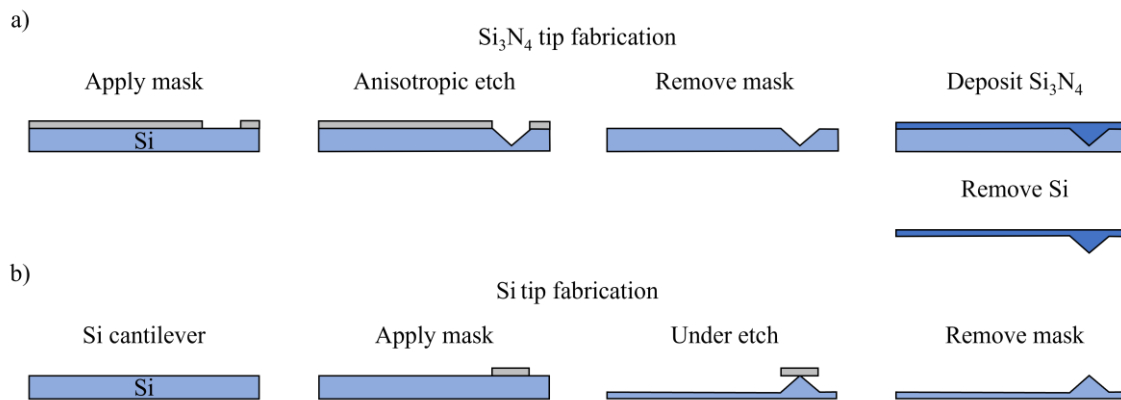 a)
Si₃N₄ tip fabrication
Apply mask
Anisotropic etch
Remove mask
Deposit Si₃N₄
Si
Remove Si
b)
Si tip fabrication
Si cantilever
Apply mask
Under etch
Remove mask
Si